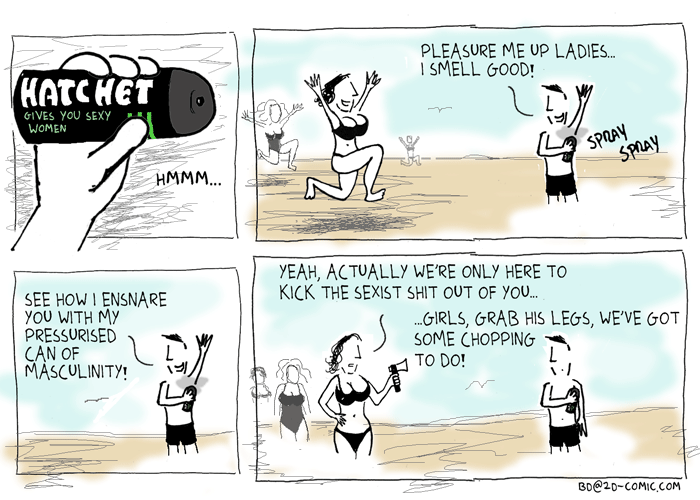 HATCHET
GIVES YOU SEXY
WOMEN
HMMM...
PLEASURE ME UP LADIES...
I SMELL GOOD!
SPRAY
SPRAY
SEE HOW I ENSNARE
YOU WITH MY
PRESSURISED
CAN OF
MASCULINITY!
YEAH, ACTUALLY WE'RE ONLY HERE TO
KICK THE SEXIST SHIT OUT OF YOU...
...GIRLS, GRAB HIS LEGS, WE'VE GOT
SOME CHOPPING
TO DO!
BD@2D-COMIC.COM